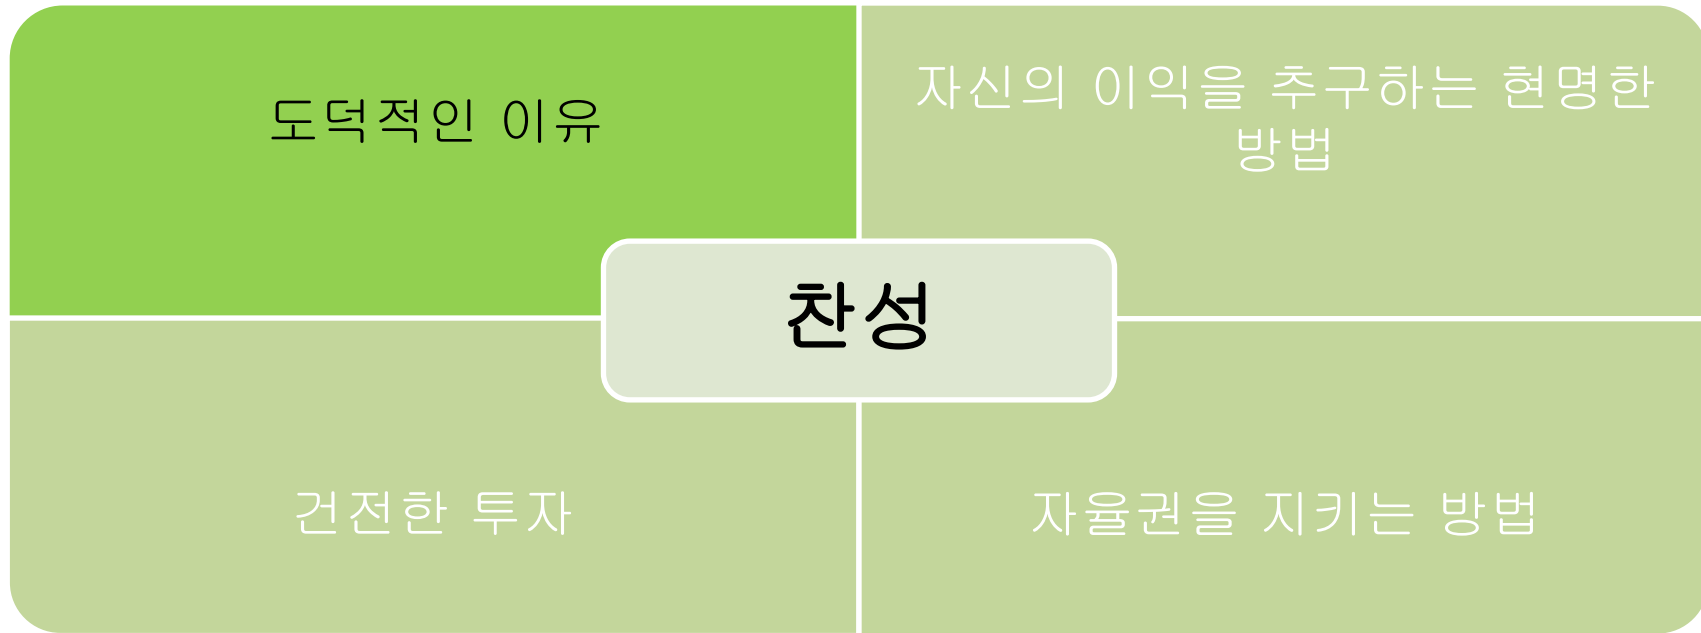 도덕적인 이유
자신의 이익을 추구하는 현명한
방법
찬성
건전한 투자
자율권을 지키는 방법